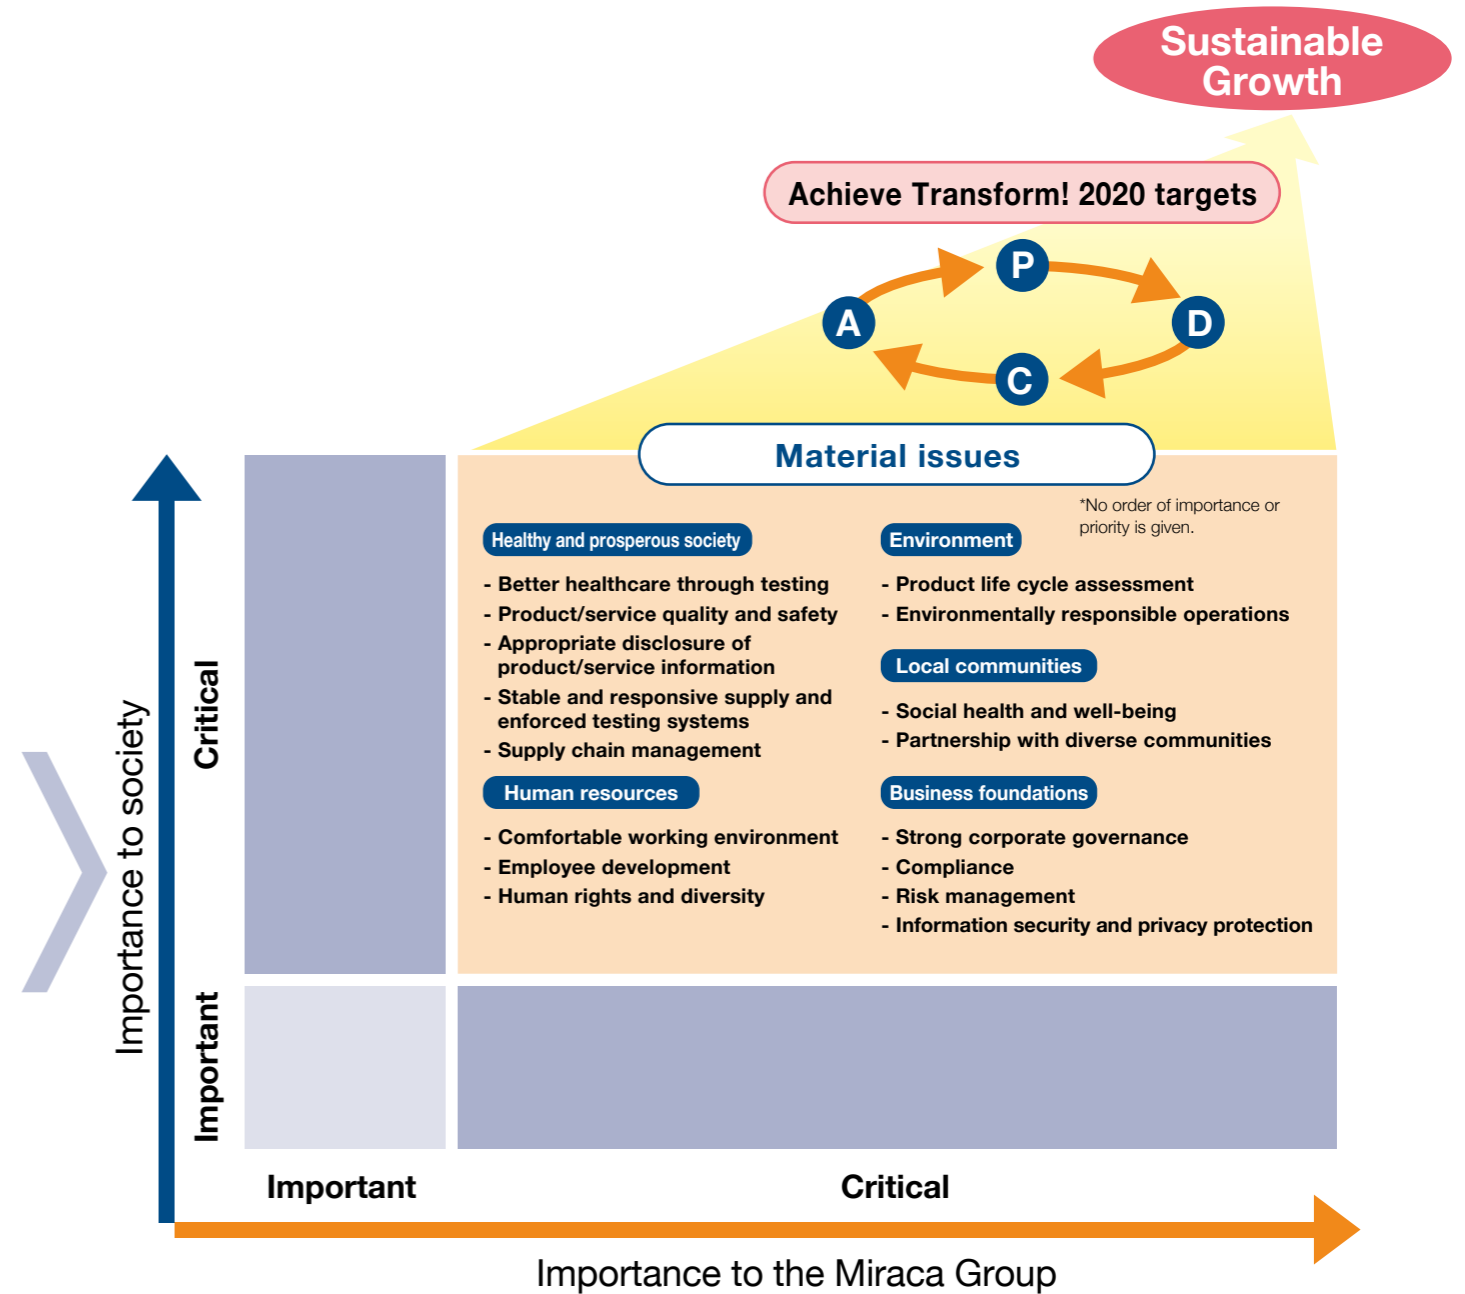 Sustainable
Growth
Achieve Transform! 2020 targets
P
A
D
C
Material issues
*No order of importance or
priority is given.
Healthy and prosperous society
- Better healthcare through testing
- Product/service quality and safety
- Appropriate disclosure of
product/service information
- Stable and responsive supply and
enforced testing systems
- Supply chain management
Human resources
- Comfortable working environment
- Employee development
- Human rights and diversity
Environment
- Product life cycle assessment
- Environmentally responsible operations
Local communities
- Social health and well-being
- Partnership with diverse communities
Business foundations
- Strong corporate governance
- Compliance
- Risk management
- Information security and privacy protection
Importance to society
Critical
Important
Important
Critical
Importance to the Miraca Group